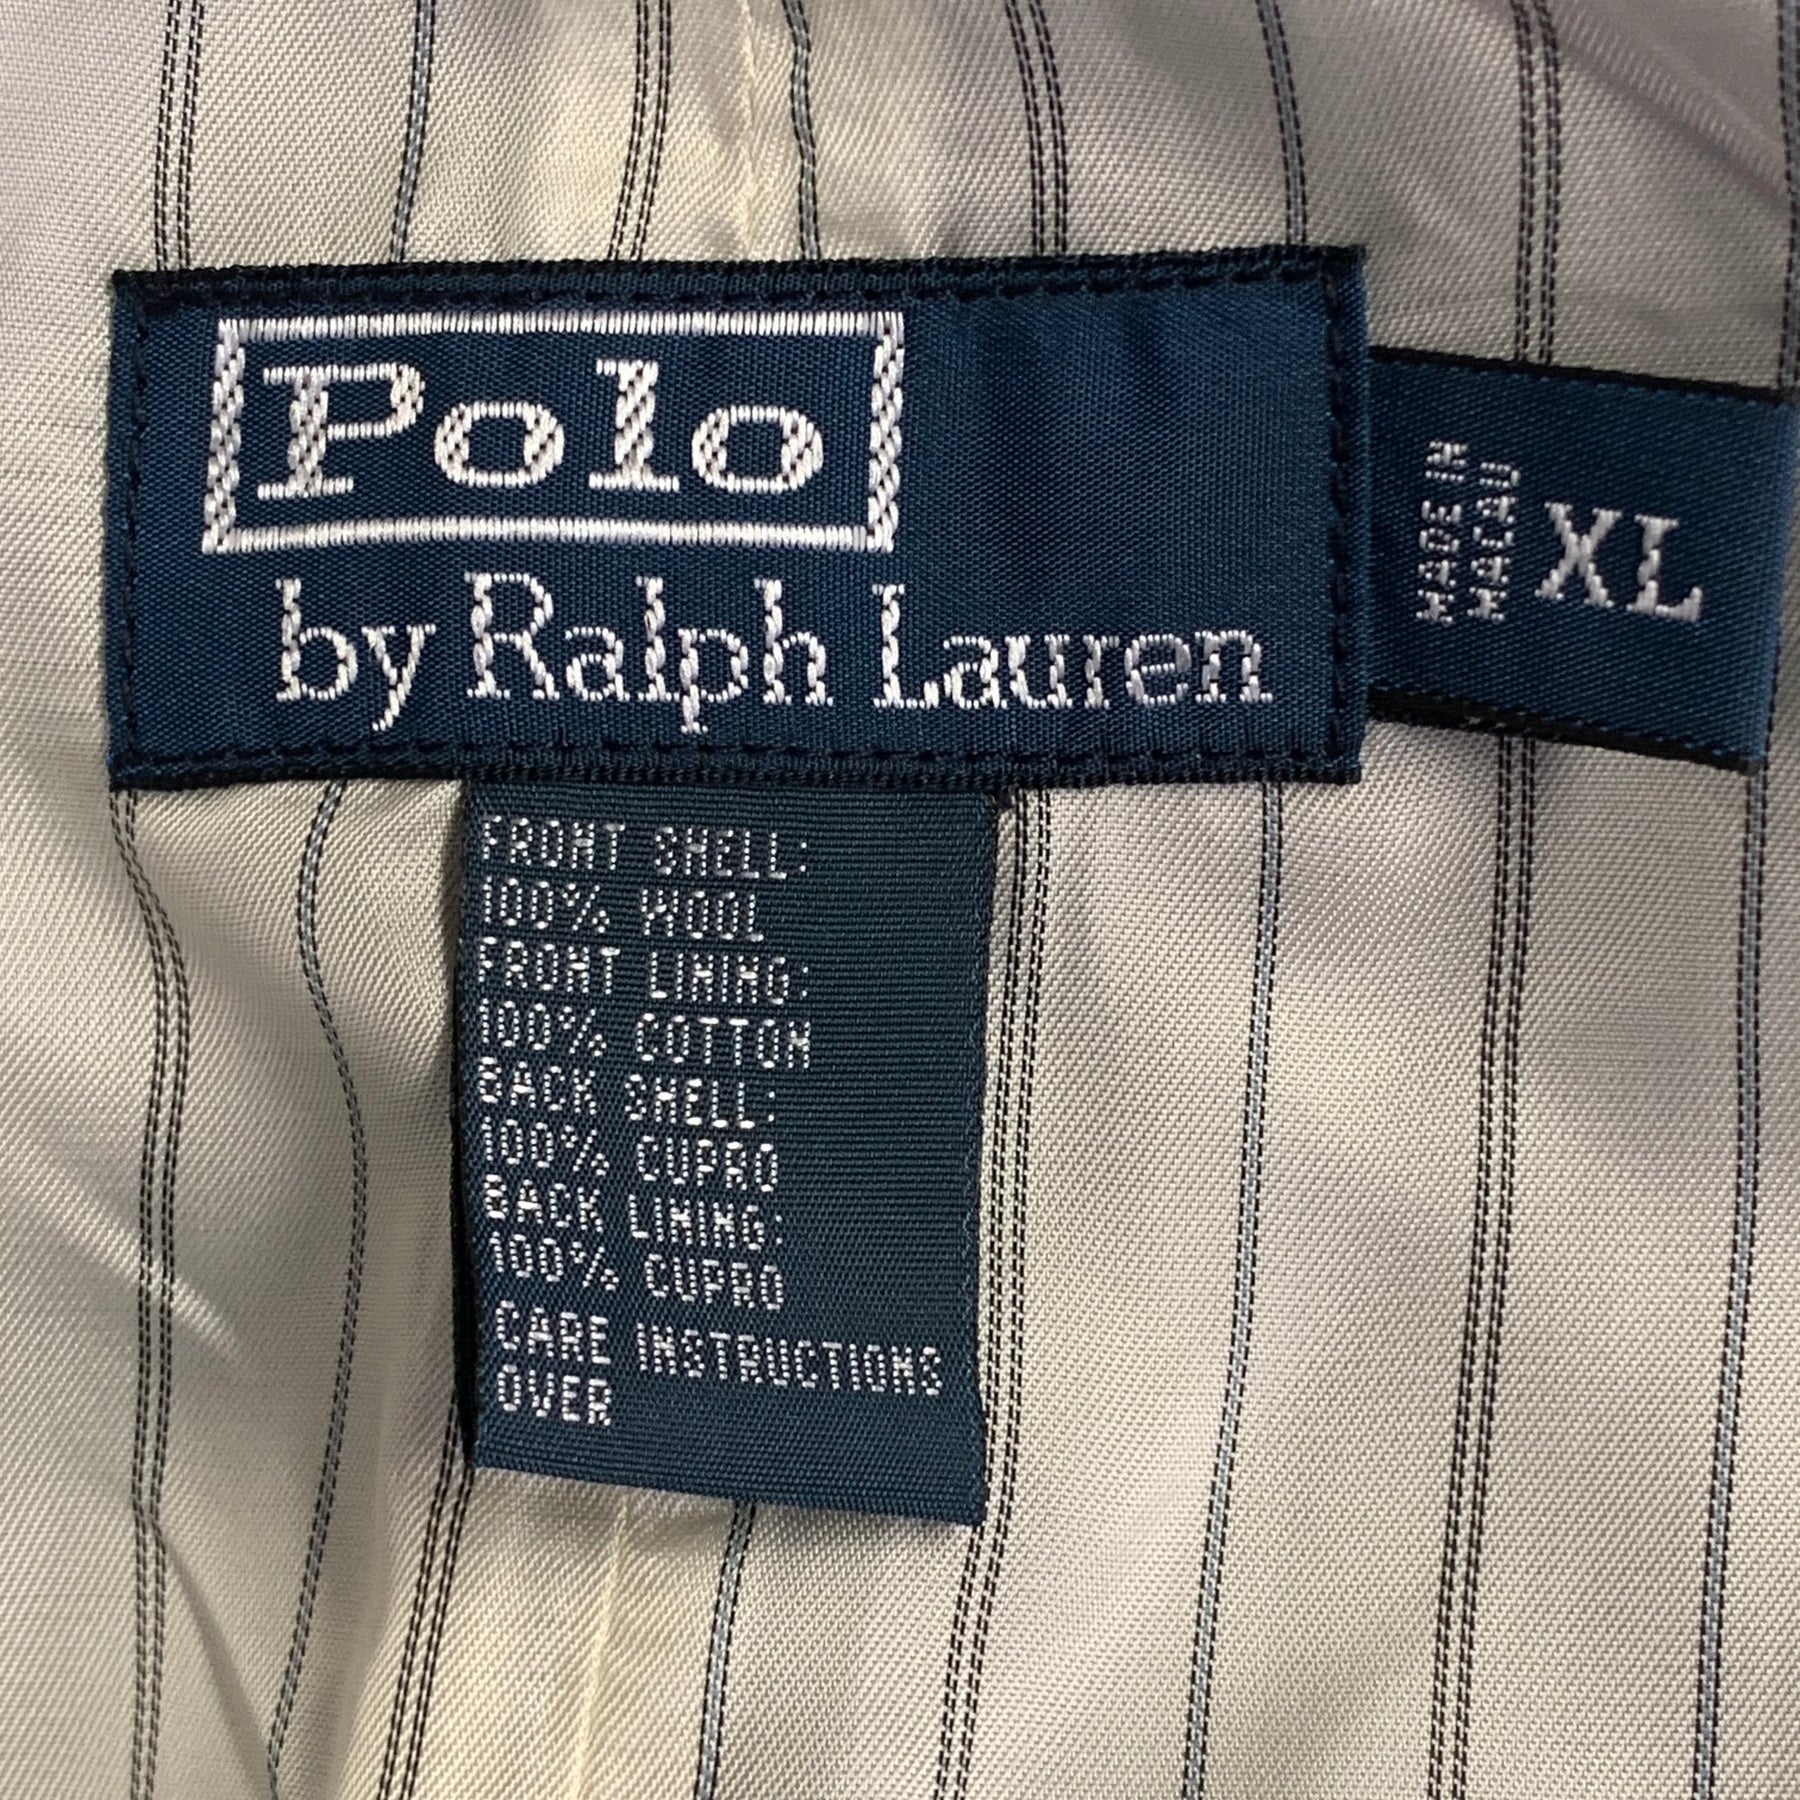 Polo
by Ralph Lauren
MADE IN
MACAU
XL
FRONT SHELL:
100% WOOL
FRONT LINING:
100% COTTON
BACK SHELL:
100% CUPRO
BACK LINING:
100% CUPRO
CARE INSTRUCTIONS
OVER